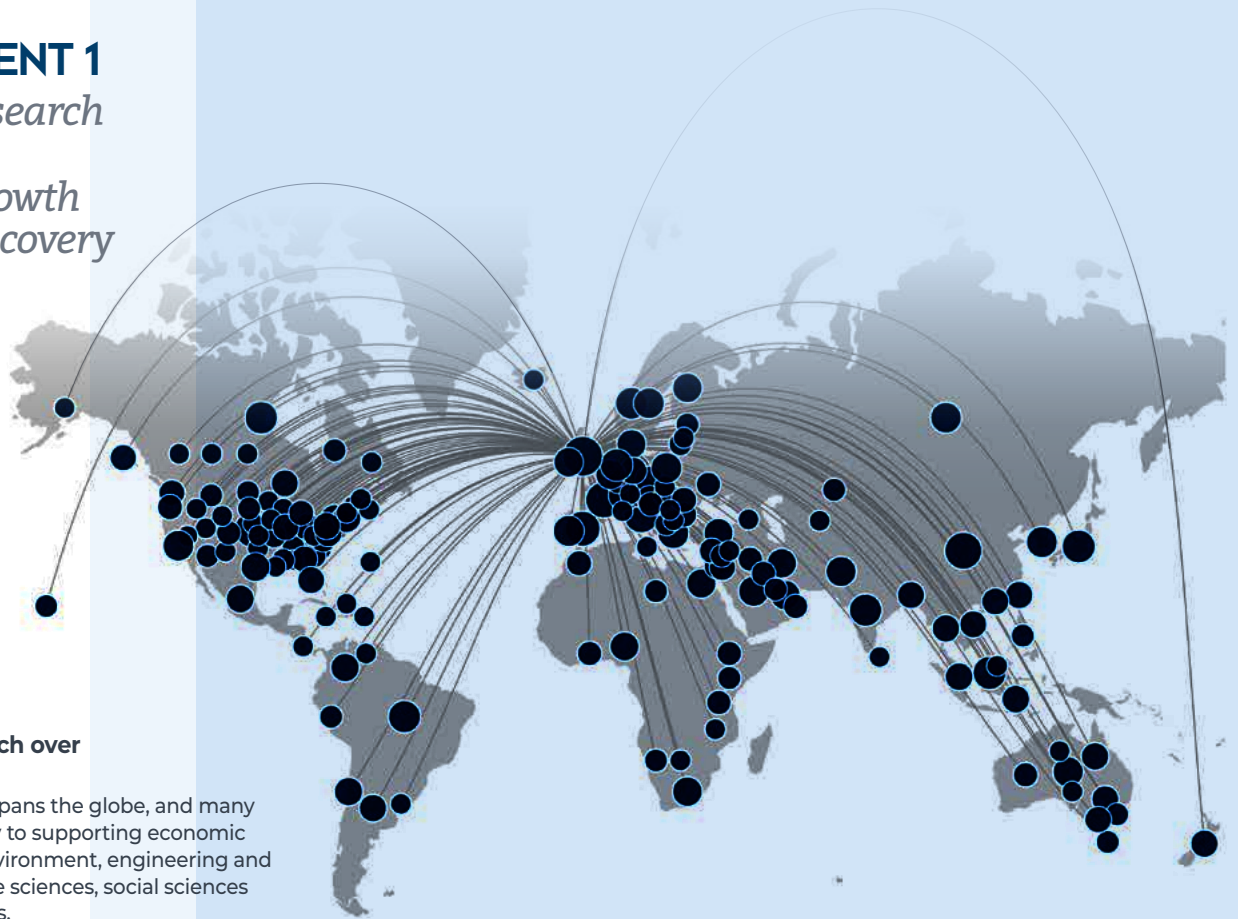 ENT 1
search
owth
covery
ch over
pans the globe, and many
y to supporting economic
vironment, engineering and
e sciences, social sciences
s.